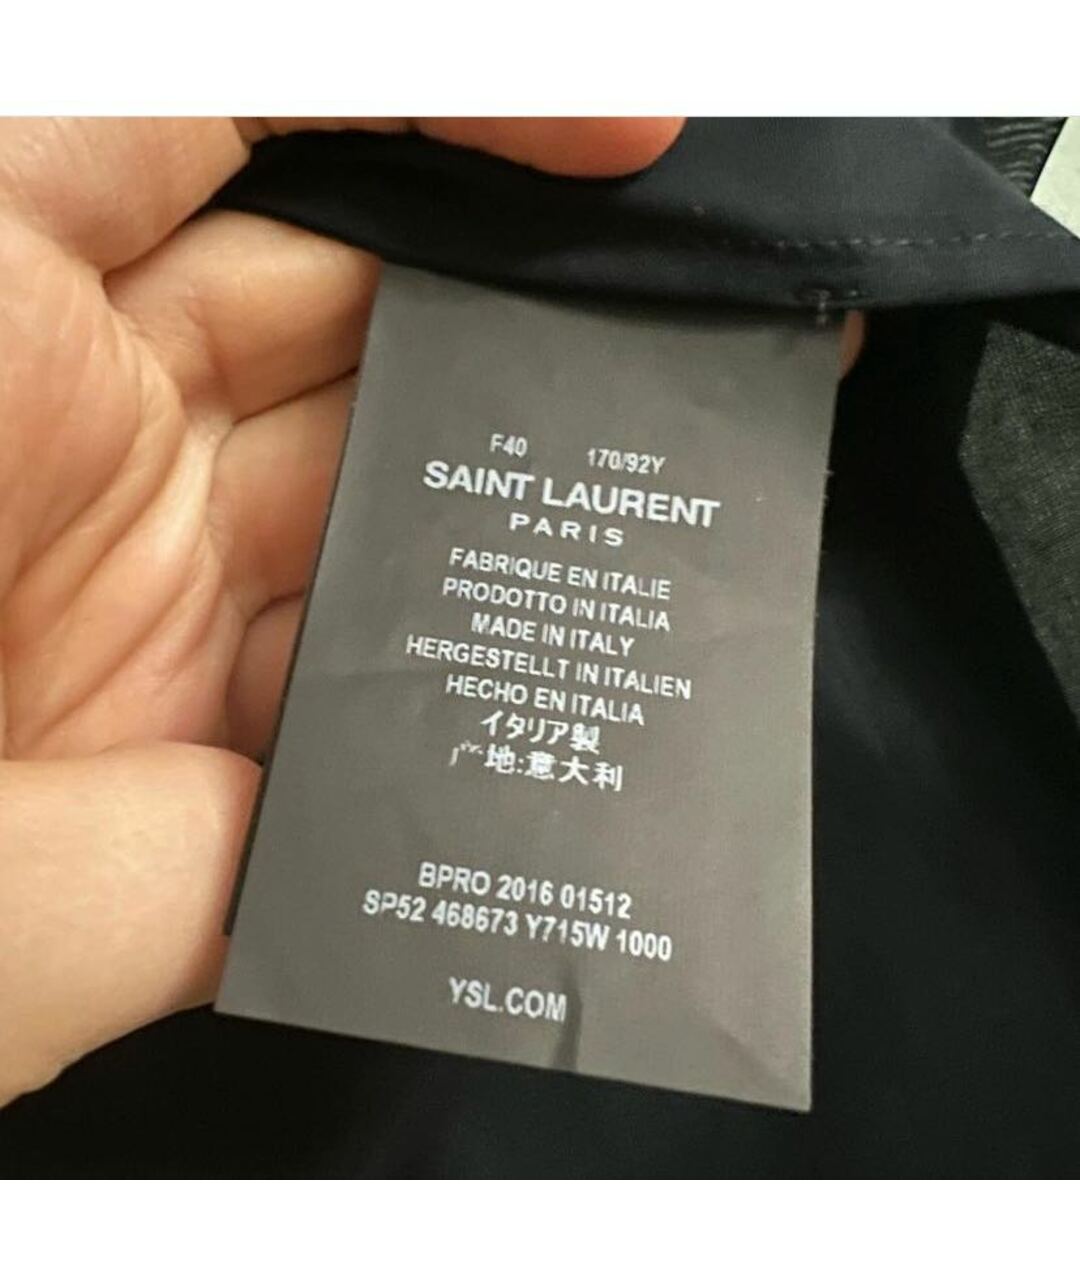 F40 170/92Y
SAINT LAURENT
PARIS
FABRIQUE EN ITALIE
PRODOTTO IN ITALIA
MADE IN ITALY
HERGESTELLT IN ITALIEN
HECHO EN ITALIA
イタリア製
产地:意大利
BPRO 2016 01512
SP52 468673 Y715W 1000
YSL.COM